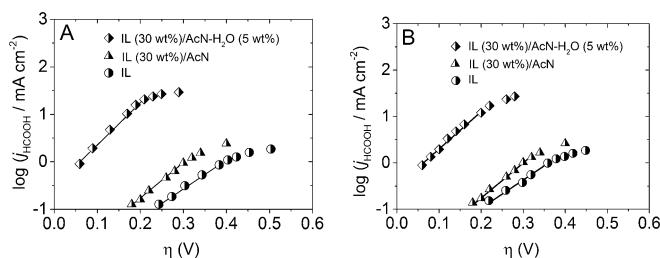 A
IL (30 wt%)/AcN-H₂O (5 wt%)
IL (30 wt%)/AcN
IL
log (j_HCOOH / mA cm⁻²)
3
2
1
0
-1
0.0 0.1 0.2 0.3 0.4 0.5 0.6
η (V)
B
IL (30 wt%)/AcN-H₂O (5 wt%)
IL (30 wt%)/AcN
IL
log (j_HCOOH / mA cm⁻²)
3
2
1
0
-1
0.0 0.1 0.2 0.3 0.4 0.5 0.6
η (V)